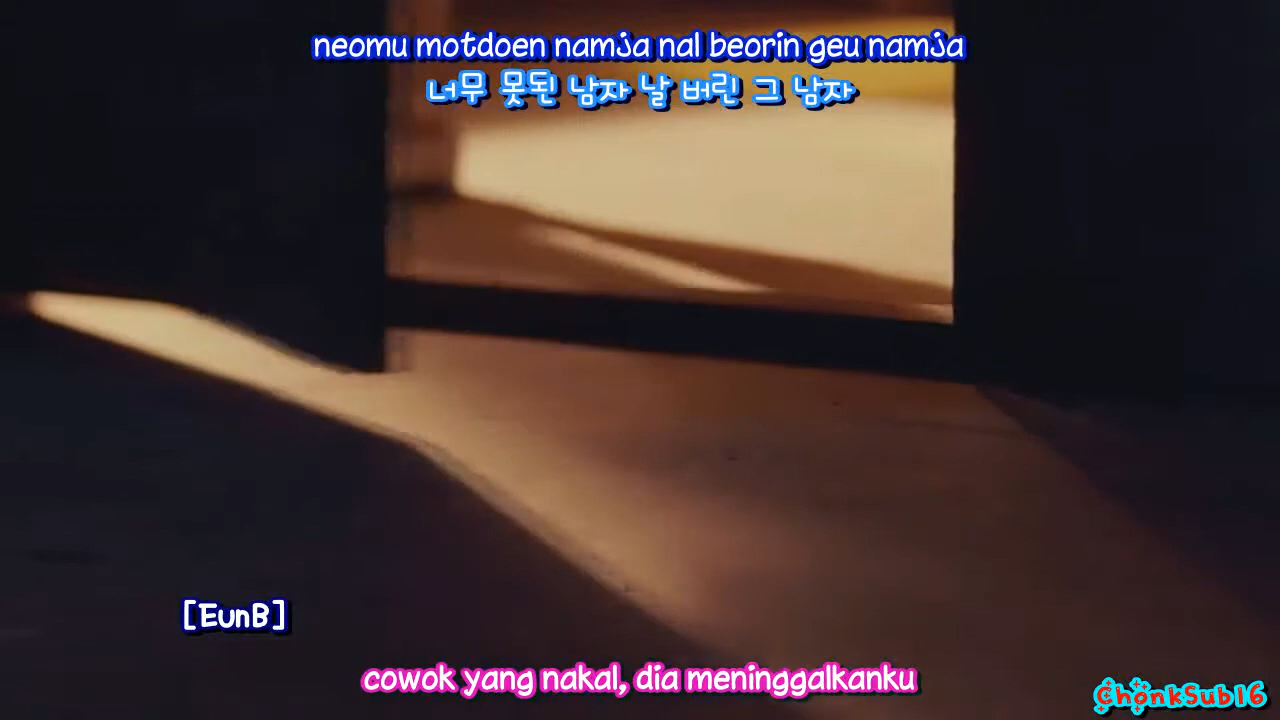 neomu motdoen namja nal beorin geu namja
너무 못된 남자 날 버린 그 남자
[EunB]
cowok yang nakal, dia meninggalkanku
ChonkSub16